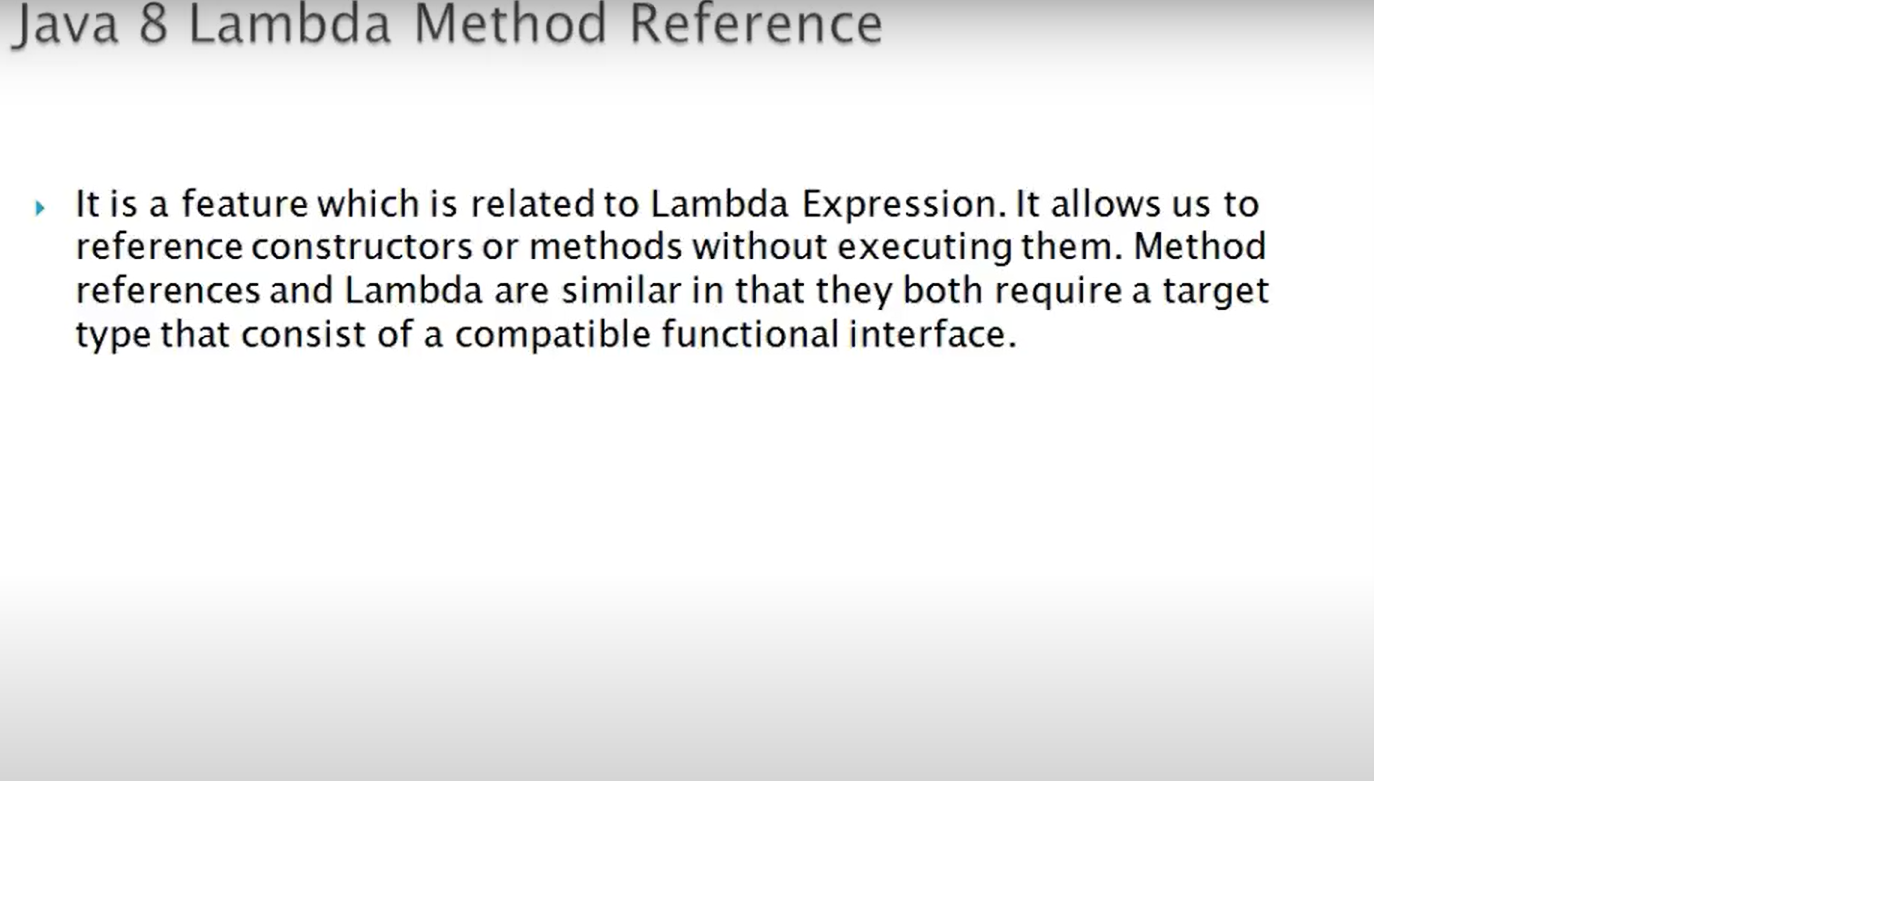 Java 8 Lambda Method Reference
It is a feature which is related to Lambda Expression. It allows us to
reference constructors or methods without executing them. Method
references and Lambda are similar in that they both require a target
type that consist of a compatible functional interface.